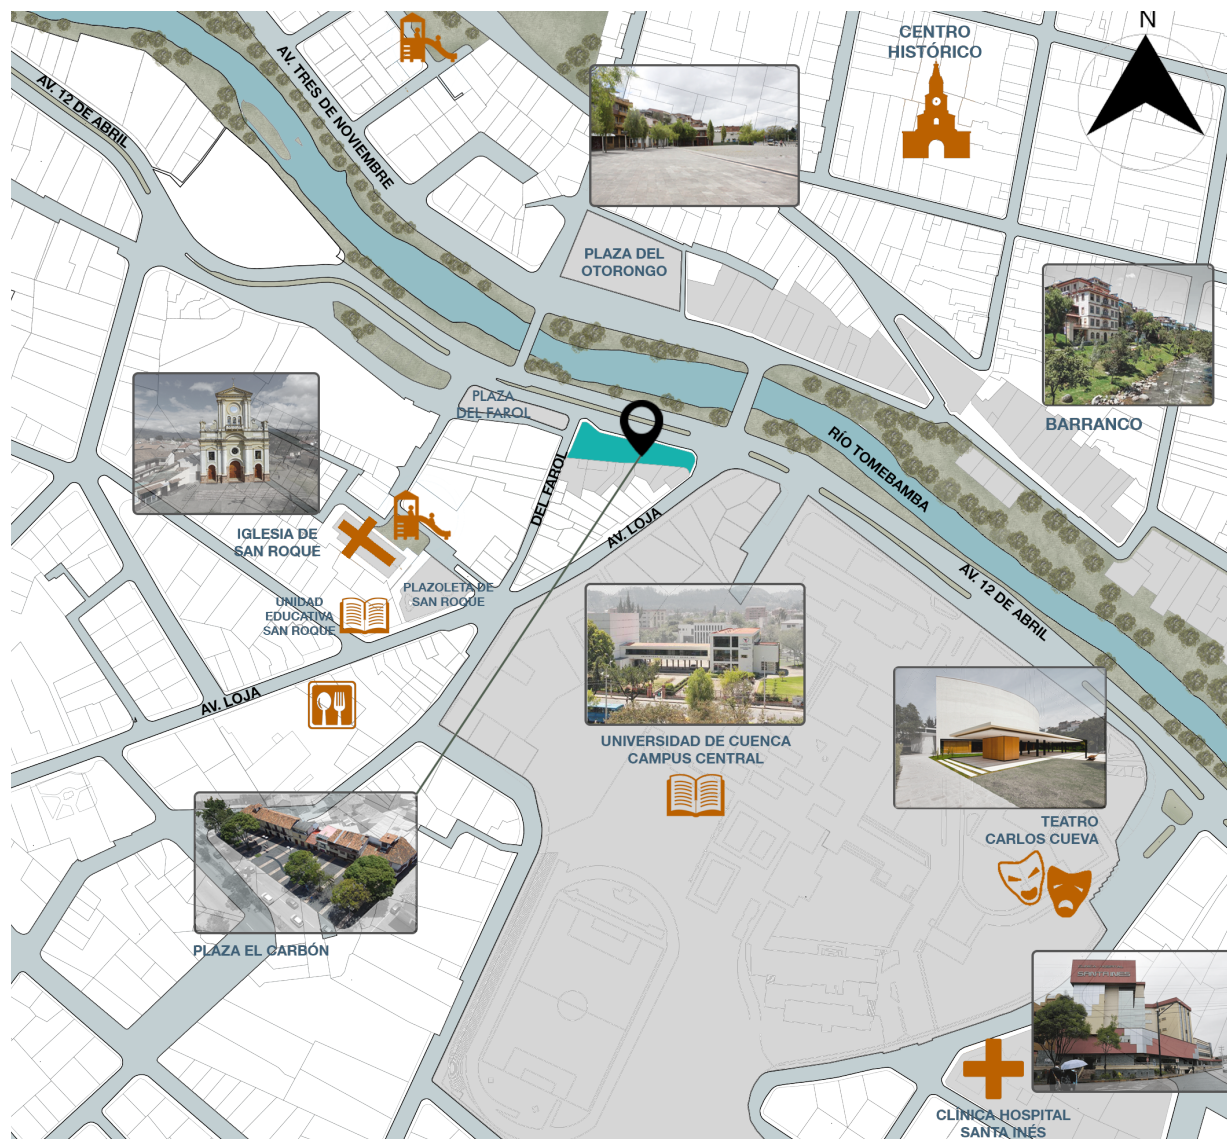 N
CENTRO
HISTÓRICO
AV. TRES DE NOVIEMBRE
AV. 12 DE ABRIL
PLAZA DEL
OTORONGO
PLAZA
DEL FAROL
BARRANCO
RÍO TOMEBAMBA
DEL FAROL
AV. LOJA
IGLESIA DE
SAN ROQUE
PLAZOLETA DE
SAN ROQUE
UNIDAD
EDUCATIVA
SAN ROQUE
AV. 12 DE ABRIL
AV. LOJA
UNIVERSIDAD DE CUENCA
CAMPUS CENTRAL
TEATRO
CARLOS CUEVA
PLAZA EL CARBÓN
CLÍNICA HOSPITAL
SANTA INÉS